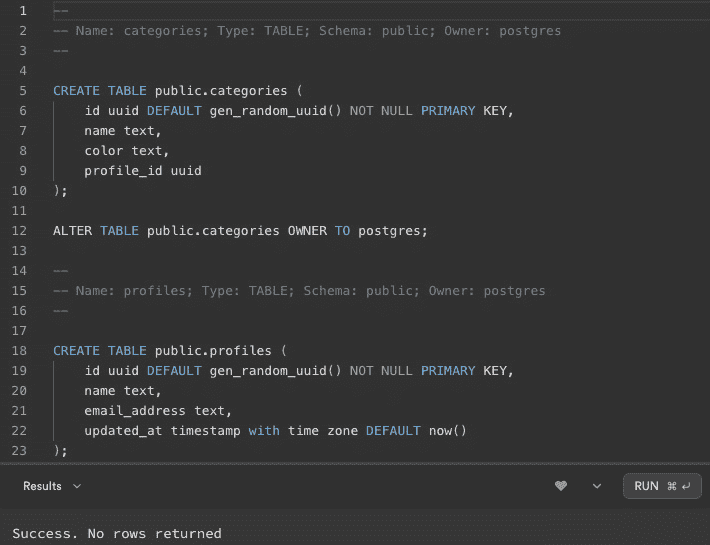 1 --
2 -- Name: categories; Type: TABLE; Schema: public; Owner: postgres
3 --
4
5 CREATE TABLE public.categories (
6     id uuid DEFAULT gen_random_uuid() NOT NULL PRIMARY KEY,
7     name text,
8     color text,
9     profile_id uuid
10 );
11
12 ALTER TABLE public.categories OWNER TO postgres;
13
14 --
15 -- Name: profiles; Type: TABLE; Schema: public; Owner: postgres
16 --
17
18 CREATE TABLE public.profiles (
19     id uuid DEFAULT gen_random_uuid() NOT NULL PRIMARY KEY,
20     name text,
21     email_address text,
22     updated_at timestamp with time zone DEFAULT now()
23 );
Results RUN ⌘ ↵
Success. No rows returned